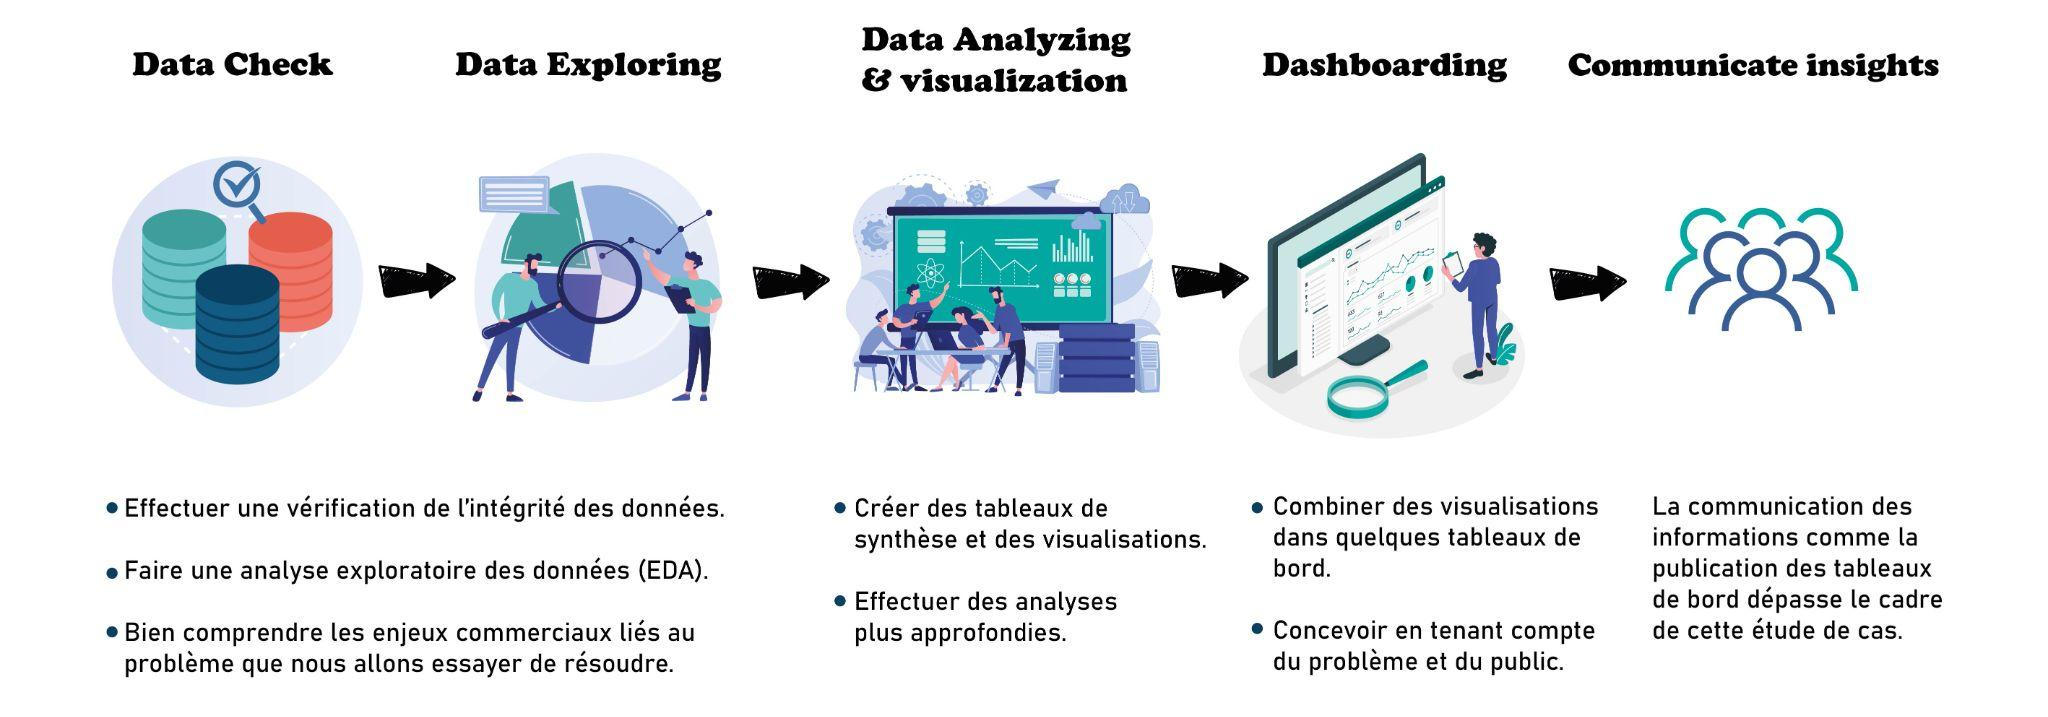 Data Check
Data Exploring
Data Analyzing
& visualization
Dashboarding
Communicate insights
Effectuer une vérification de l'intégrité des données.
Faire une analyse exploratoire des données (EDA).
Bien comprendre les enjeux commerciaux liés au
problème que nous allons essayer de résoudre.
Créer des tableaux de
synthèse et des visualisations.
Effectuer des analyses
plus approfondies.
Combiner des visualisations
dans quelques tableaux de
bord.
Concevoir en tenant compte
du problème et du public.
La communication des
informations comme la
publication des tableaux
de bord dépasse le cadre
de cette étude de cas.